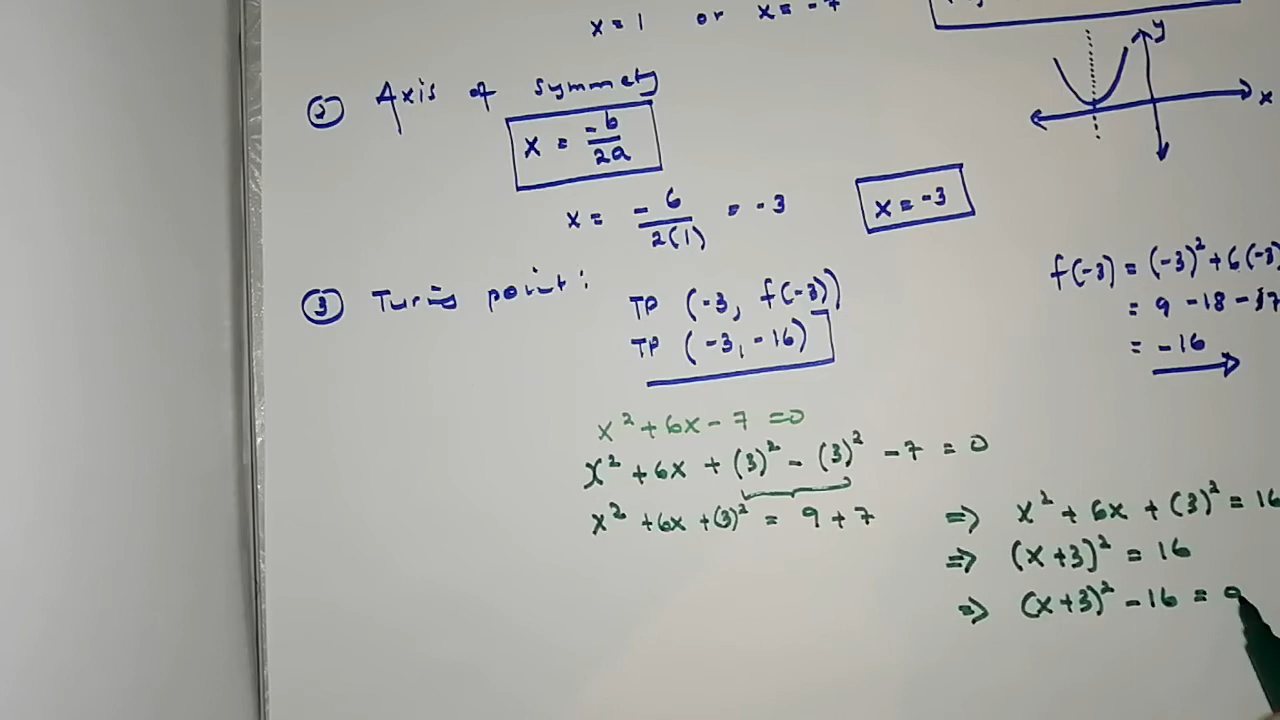 x = 1 or x = -7
y
x
② Axis of symmety
x = -b/2a
x = -6/2(1) = -3
x = -3
③ Turing point:
TP (-3, f(-3))
TP (-3, -16)
f(-3) = (-3)² + 6(-3)
= 9 - 18 - 7
= -16
x² + 6x - 7 = 0
x² + 6x + (3)² - (3)² - 7 = 0
x² + 6x + (3)² = 9 + 7
=> x² + 6x + (3)² = 16
=> (x+3)² = 16
=> (x+3)² - 16 = 0